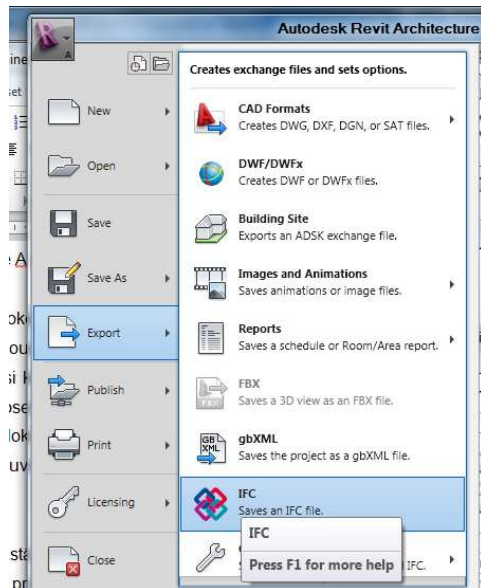 Autodesk Revit Architecture
Creates exchange files and sets options.
New
CAD Formats
Creates DWG, DXF, DGN, or SAT files.
Open
DWF/DWFx
Creates DWF or DWFx files.
Save
Building Site
Exports an ADSK exchange file.
Save As
Images and Animations
Saves animations or image files.
Export
Reports
Saves a schedule or Room/Area report.
Publish
FBX
Saves a 3D view as an FBX file.
Print
gbXML
Saves the project as a gbXML file.
Licensing
IFC
Saves an IFC file.
IFC
Press F1 for more help
IFC.
Close